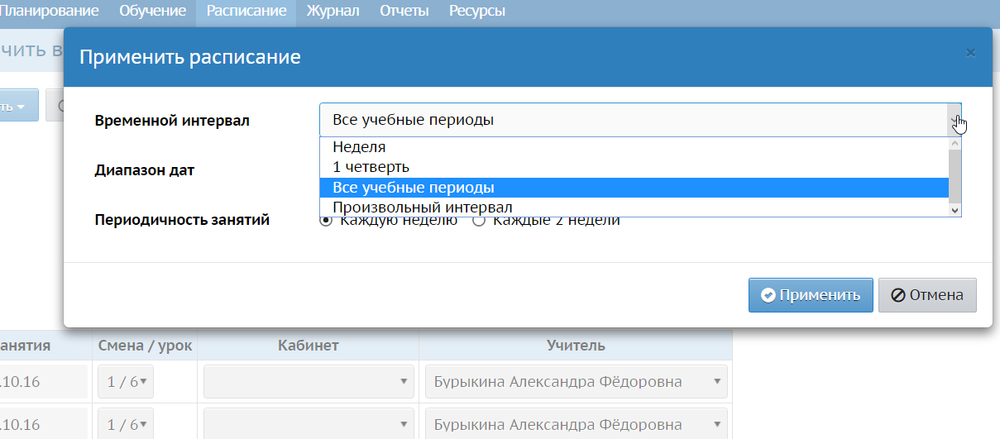 Планирование Обучение Расписание Журнал Отчеты Ресурсы
чить в
Применить расписание
ть
Временной интервал Все учебные периоды
Неделя
1 четверть
Диапазон дат
Все учебные периоды
Произвольный интервал
Периодичность занятий Каждую неделю Каждые 2 недели
Применить Отмена
анятия Смена / урок Кабинет Учитель
.10.16 1 / 6 Бурыкина Александра Фёдоровна
.10.16 1 / 6 Бурыкина Александра Фёдоровна